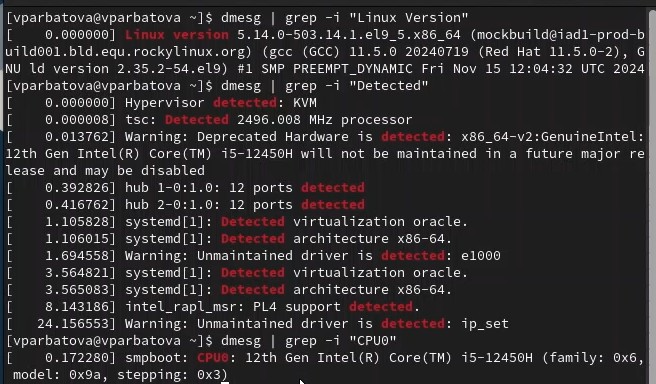 [vparbatova@vparbatova ~]$ dmesg | grep -i "Linux Version"
[    0.000000] Linux version 5.14.0-503.14.1.el9_5.x86_64 (mockbuild@iad1-prod-b
uild001.bld.equ.rockylinux.org) (gcc (GCC) 11.5.0 20240719 (Red Hat 11.5.0-2), G
NU ld version 2.35.2-54.el9) #1 SMP PREEMPT_DYNAMIC Fri Nov 15 12:04:32 UTC 2024
[vparbatova@vparbatova ~]$ dmesg | grep -i "Detected"
[    0.000000] Hypervisor detected: KVM
[    0.000008] tsc: Detected 2496.008 MHz processor
[    0.013762] Warning: Deprecated Hardware is detected: x86_64-v2:GenuineIntel:
12th Gen Intel(R) Core(TM) i5-12450H will not be maintained in a future major re
lease and may be disabled
[    0.392826] hub 1-0:1.0: 12 ports detected
[    0.416762] hub 2-0:1.0: 12 ports detected
[    1.105828] systemd[1]: Detected virtualization oracle.
[    1.106015] systemd[1]: Detected architecture x86-64.
[    1.694558] Warning: Unmaintained driver is detected: e1000
[    3.564821] systemd[1]: Detected virtualization oracle.
[    3.565083] systemd[1]: Detected architecture x86-64.
[    8.143186] intel_rapl_msr: PL4 support detected.
[   24.156553] Warning: Unmaintained driver is detected: ip_set
[vparbatova@vparbatova ~]$ dmesg | grep -i "CPU0"
[    0.172280] smpboot: CPU0: 12th Gen Intel(R) Core(TM) i5-12450H (family: 0x6,
 model: 0x9a, stepping: 0x3)